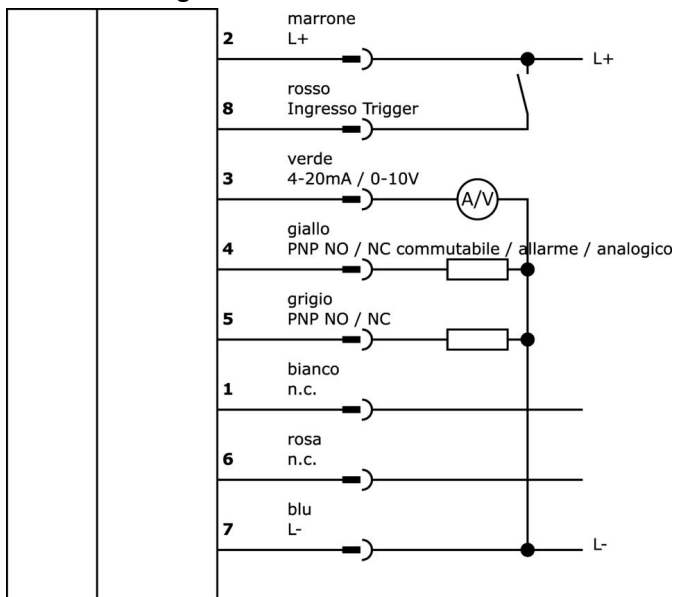 marrone
2 L+
L+
rosso
8 Ingresso Trigger
verde
3 4-20mA / 0-10V
A/V
giallo
4 PNP NO / NC commutabile / allarme / analogico
grigio
5 PNP NO / NC
bianco
1 n.c.
rosa
6 n.c.
blu
7 L-
L-